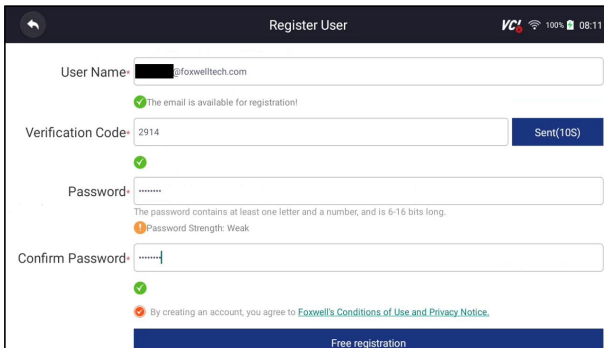 Register User
VCI 100% 08:11
User Name* @foxwelltech.com
The email is available for registration!
Verification Code* 2914 Sent(10S)
Password* ••••••••
The password contains at least one letter and a number, and is 6-16 bits long.
Password Strength: Weak
Confirm Password* ••••••••
By creating an account, you agree to Foxwell's Conditions of Use and Privacy Notice.
Free registration